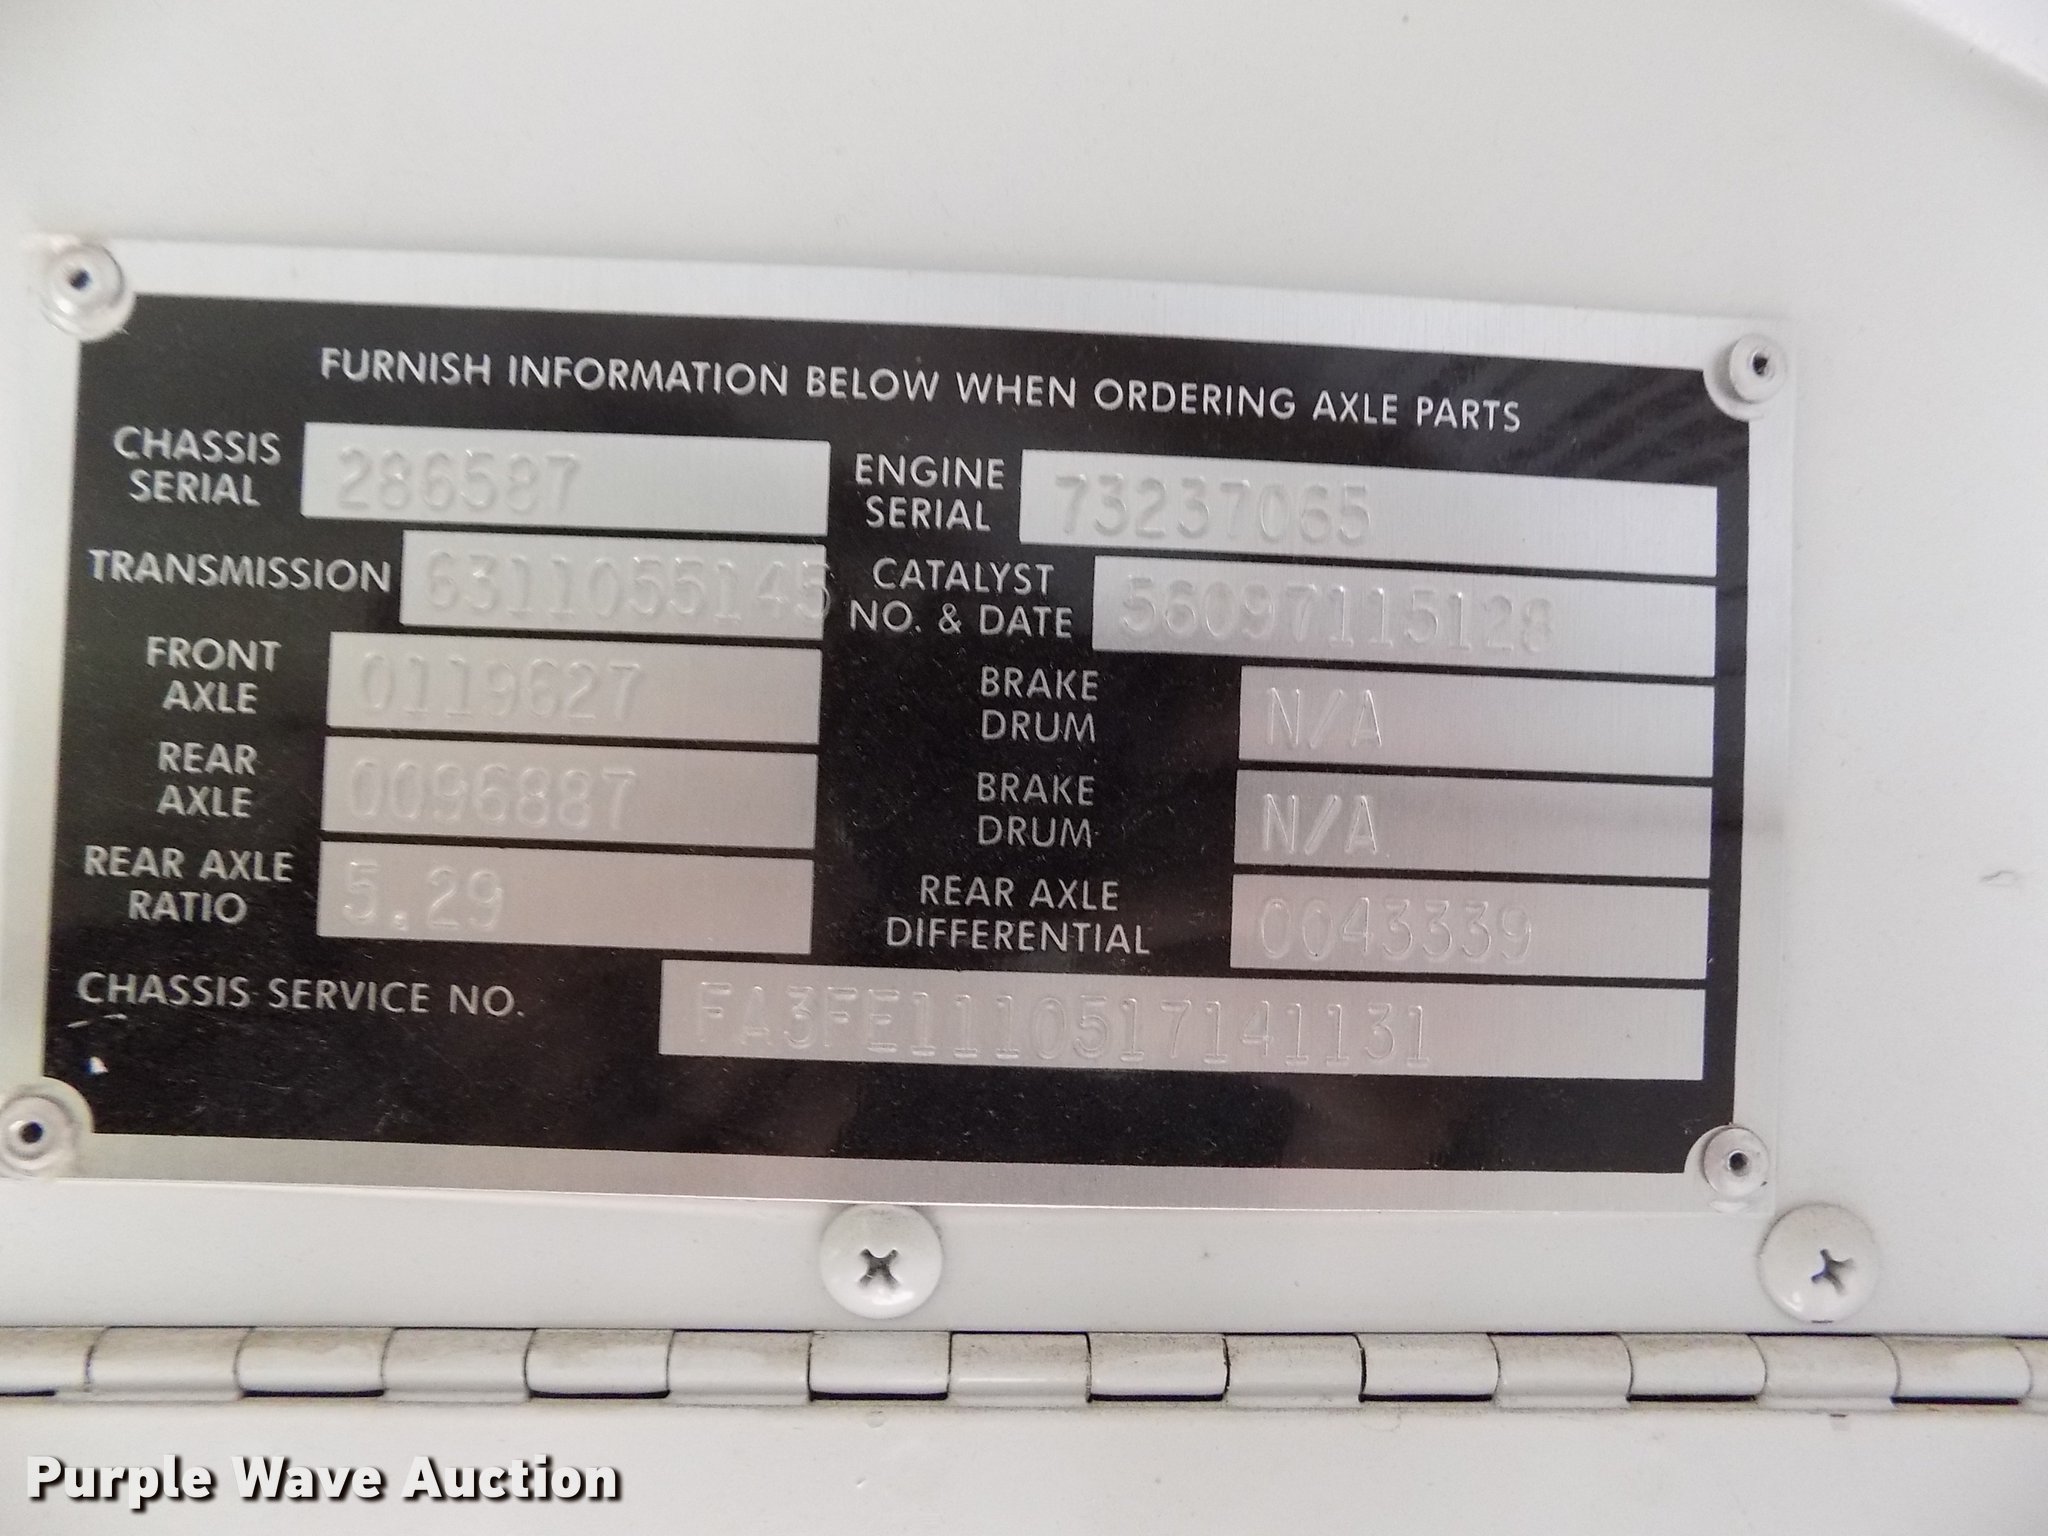 FURNISH INFORMATION BELOW WHEN ORDERING AXLE PARTS
CHASSIS
SERIAL
286587
ENGINE
SERIAL
73237065
TRANSMISSION
6311055145
CATALYST
NO. & DATE
56097115128
FRONT
AXLE
0119627
BRAKE
DRUM
N/A
REAR
AXLE
0096887
BRAKE
DRUM
N/A
REAR AXLE
RATIO
5.29
REAR AXLE
DIFFERENTIAL
0043339
CHASSIS SERVICE NO.
FA3FE1110517141131
Purple Wave Auction